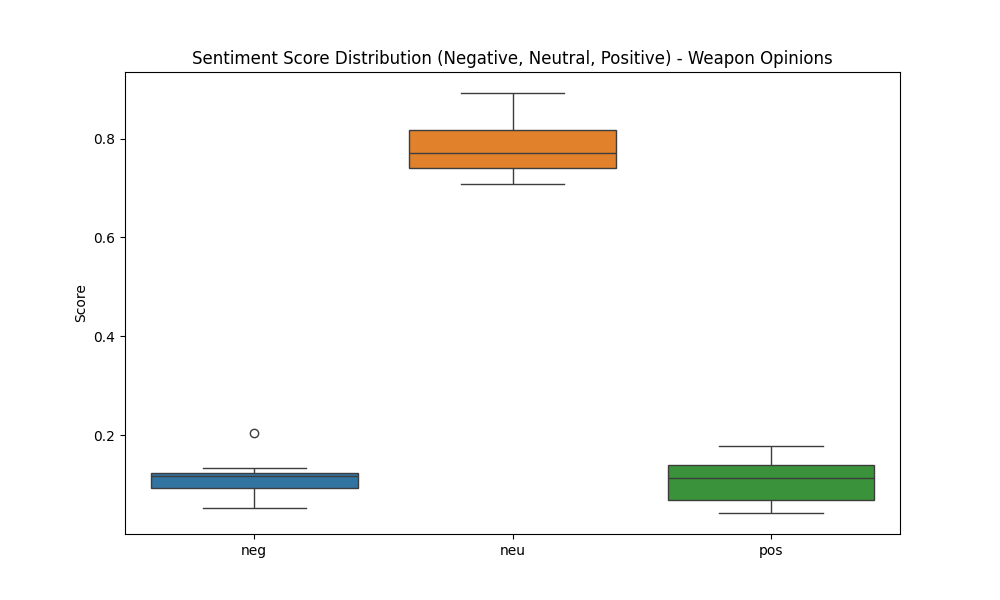 Sentiment Score Distribution (Negative, Neutral, Positive) - Weapon Opinions
0.8
0.6
0.4
0.2
Score
neg neu pos